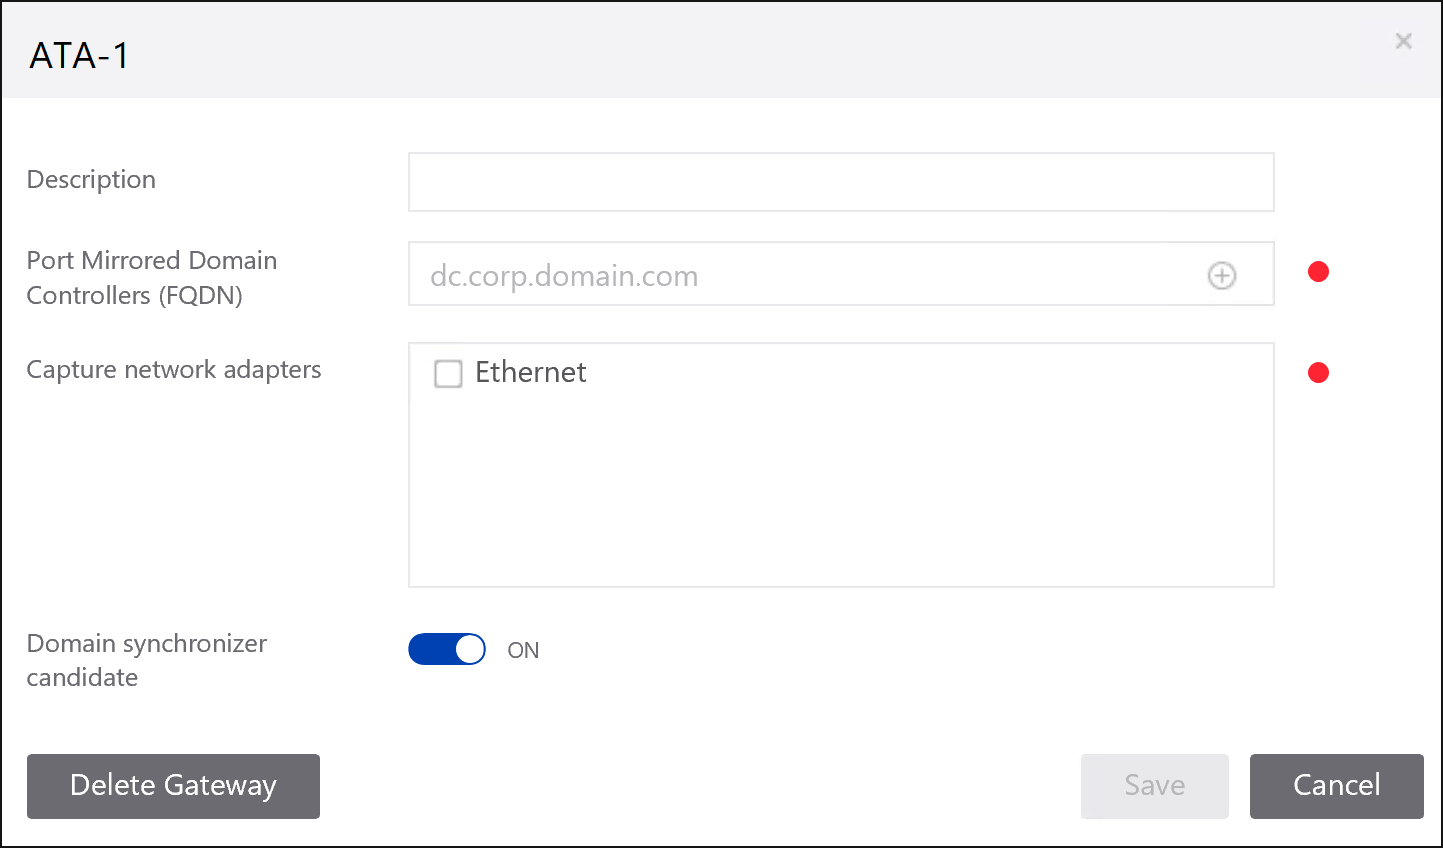 ATA-1
Description
Port Mirrored Domain
Controllers (FQDN)
dc.corp.domain.com
Capture network adapters
Ethernet
Domain synchronizer
candidate
ON
Delete Gateway
Save
Cancel